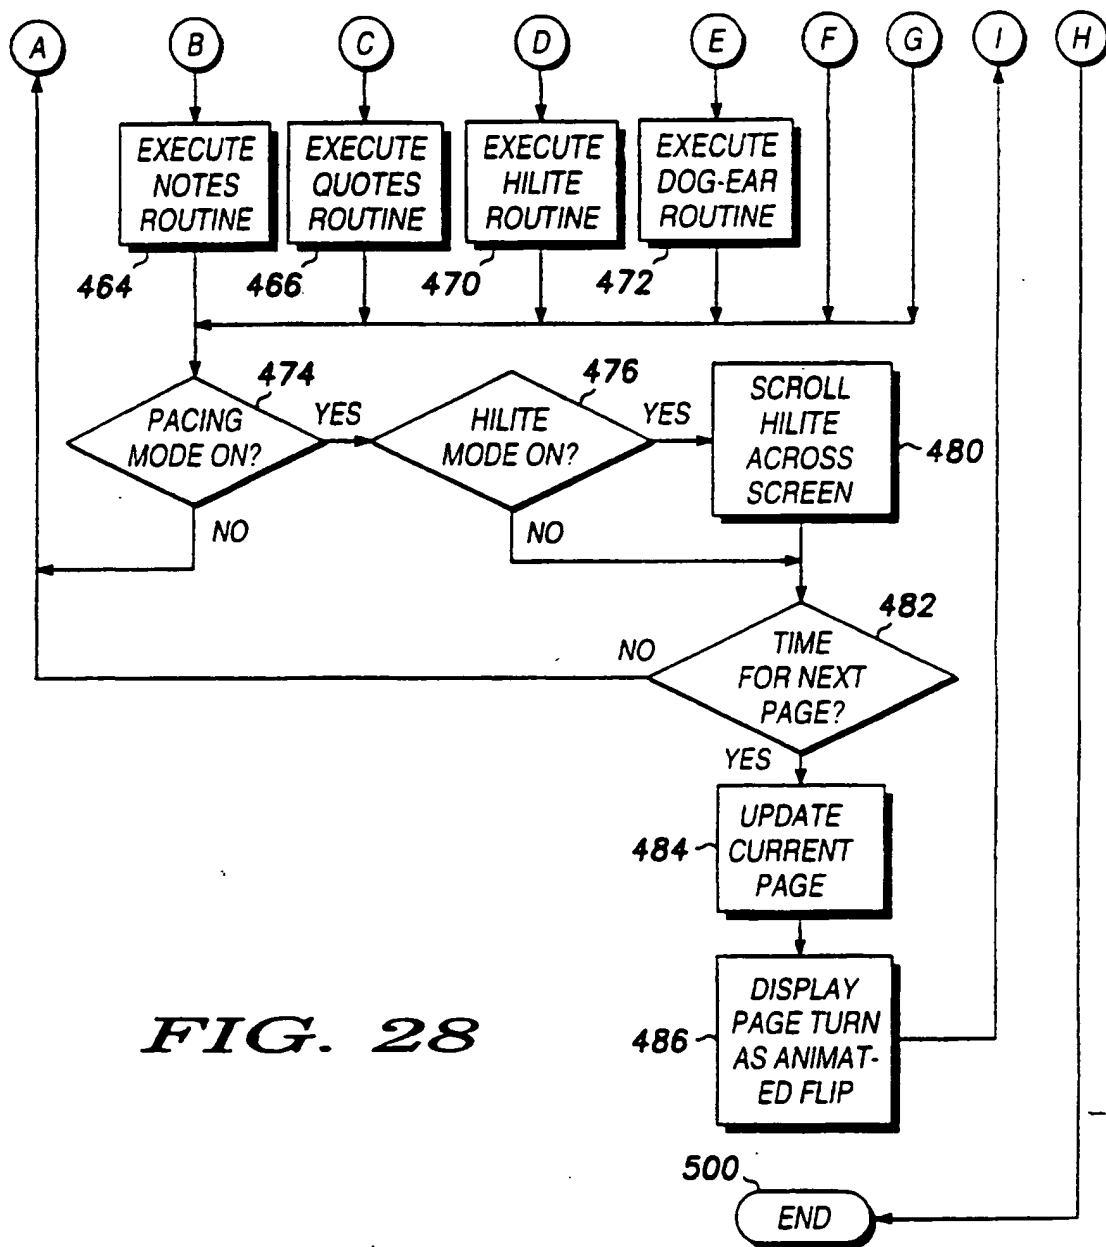 A B C D E F G I H
EXECUTE
NOTES
ROUTINE
464
EXECUTE
QUOTES
ROUTINE
466
EXECUTE
HILITE
ROUTINE
470
EXECUTE
DOG-EAR
ROUTINE
472
PACING
MODE ON?
474
YES
NO
HILITE
MODE ON?
476
YES
NO
SCROLL
HILITE
ACROSS
SCREEN
480
TIME
FOR NEXT
PAGE?
482
NO
YES
UPDATE
CURRENT
PAGE
484
DISPLAY
PAGE TURN
AS ANIMAT-
ED FLIP
486
FIG. 28
500
END